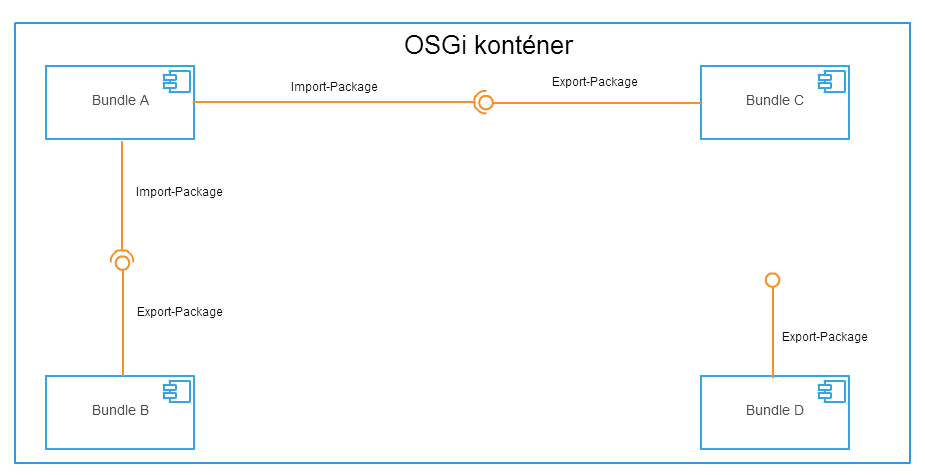 OSGi konténer
Bundle A
Import-Package
Export-Package
Bundle C
Import-Package
Export-Package
Export-Package
Bundle B
Bundle D